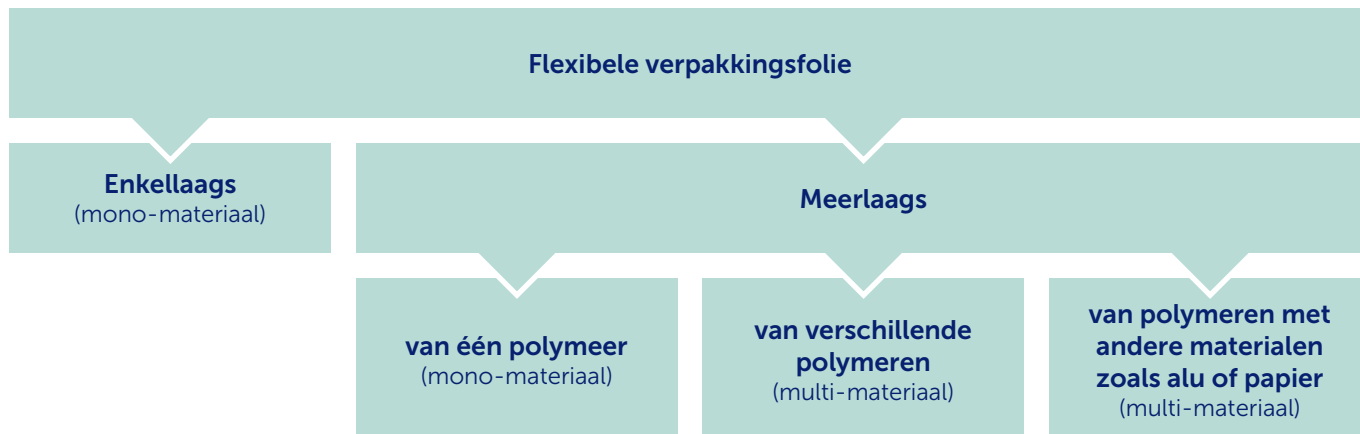 Flexibele verpakkingsfolie
Enkellaags
(mono-materiaal)
Meerlaags
van één polymeer
(mono-materiaal)
van verschillende
polymeren
(multi-materiaal)
van polymeren met
andere materialen
zoals alu of papier
(multi-materiaal)